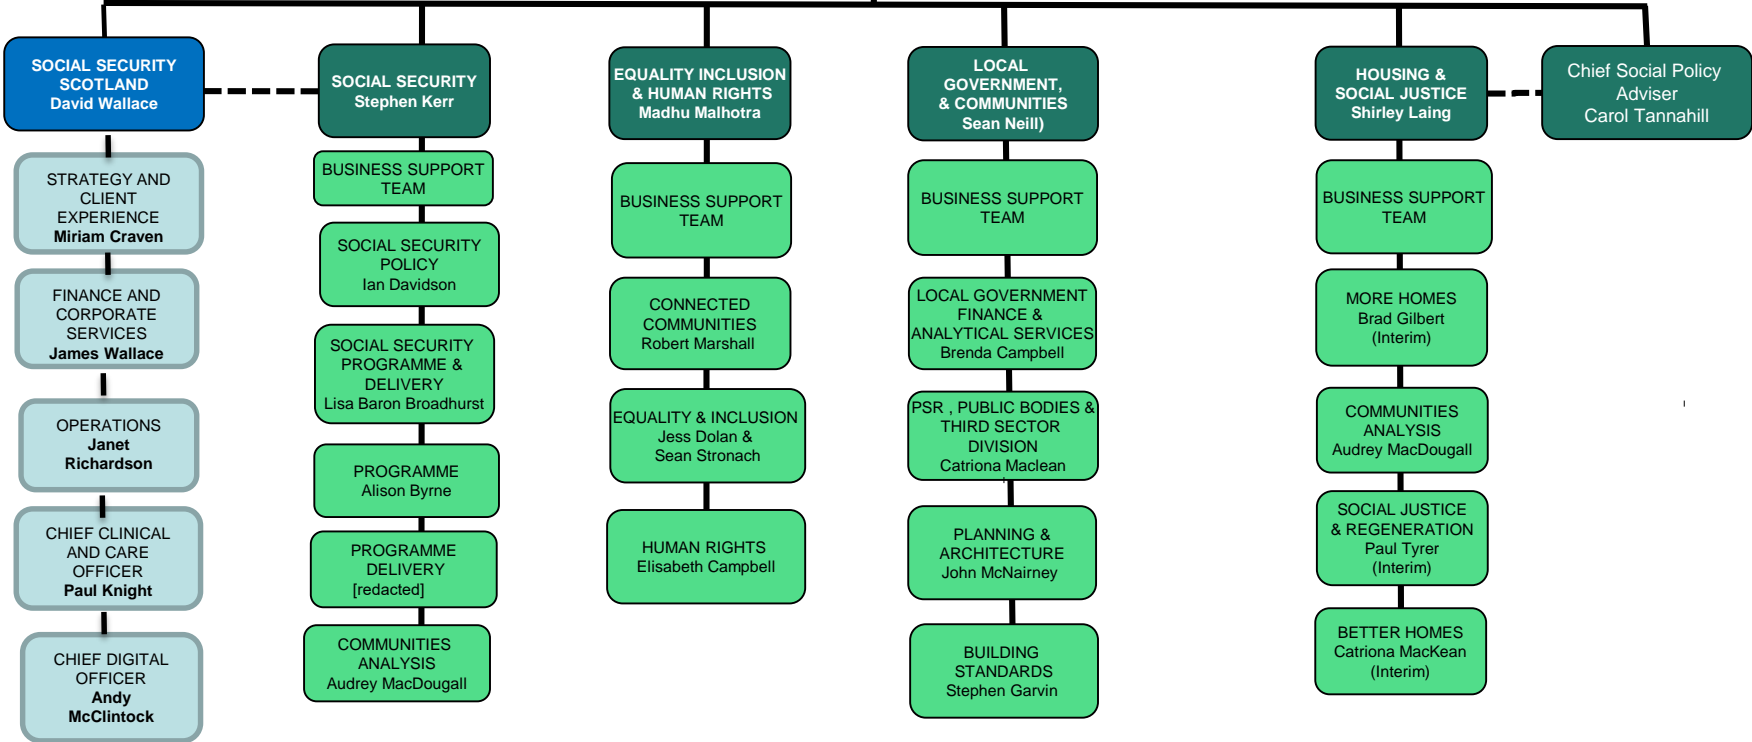 SOCIAL SECURITY
SCOTLAND
David Wallace
STRATEGY AND
CLIENT
EXPERIENCE
Miriam Craven
FINANCE AND
CORPORATE
SERVICES
James Wallace
OPERATIONS
Janet
Richardson
CHIEF CLINICAL
AND CARE
OFFICER
Paul Knight
CHIEF DIGITAL
OFFICER
Andy
McClintock
SOCIAL SECURITY
Stephen Kerr
BUSINESS SUPPORT
TEAM
SOCIAL SECURITY
POLICY
Ian Davidson
SOCIAL SECURITY
PROGRAMME &
DELIVERY
Lisa Baron Broadhurst
PROGRAMME
Alison Byrne
PROGRAMME
DELIVERY
[redacted]
COMMUNITIES
ANALYSIS
Audrey MacDougall
EQUALITY INCLUSION
& HUMAN RIGHTS
Madhu Malhotra
BUSINESS SUPPORT
TEAM
CONNECTED
COMMUNITIES
Robert Marshall
EQUALITY & INCLUSION
Jess Dolan &
Sean Stronach
HUMAN RIGHTS
Elisabeth Campbell
LOCAL
GOVERNMENT,
& COMMUNITIES
Sean Neill)
BUSINESS SUPPORT
TEAM
LOCAL GOVERNMENT
FINANCE &
ANALYTICAL SERVICES
Brenda Campbell
PSR , PUBLIC BODIES &
THIRD SECTOR
DIVISION
Catriona Maclean
PLANNING &
ARCHITECTURE
John McNairney
BUILDING
STANDARDS
Stephen Garvin
HOUSING &
SOCIAL JUSTICE
Shirley Laing
BUSINESS SUPPORT
TEAM
MORE HOMES
Brad Gilbert
(Interim)
COMMUNITIES
ANALYSIS
Audrey MacDougall
SOCIAL JUSTICE
& REGENERATION
Paul Tyrer
(Interim)
BETTER HOMES
Catriona MacKean
(Interim)
Chief Social Policy
Adviser
Carol Tannahill